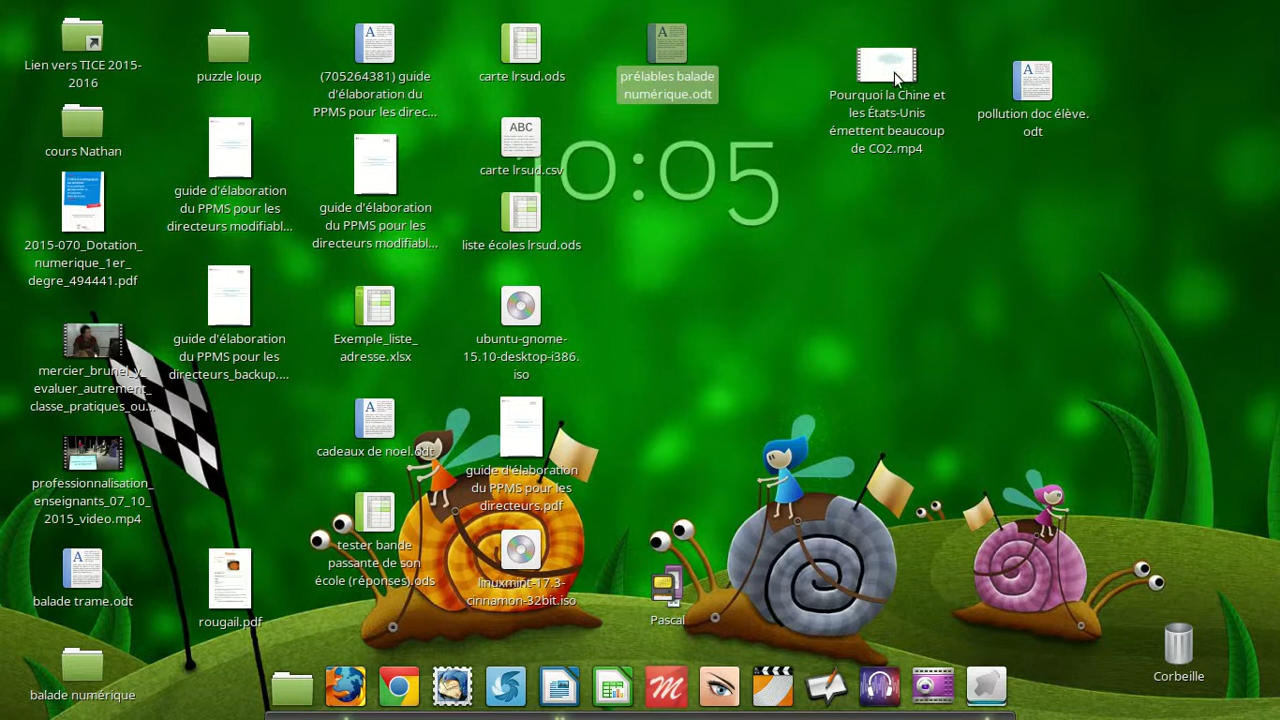 Lien vers TICE 2015-
2016
cours Nathan
2015-070_Dotation_
numerique_1er_
degre_494441.pdf
mercier_brunel_y_
evaluer_autrement_
classe_pratiques_ou...
professionnalisation_
enseignants_07_10_
2015_video.mp4
balade trame.odt
balade numérique
puzzle loup
guide d'élaboration
du PPMS pour les
directeurs modifiabl...
guide d'élaboration
du PPMS pour les
directeurs_backup....
rougail.pdf
(703264381) guide
d'élaboration du
PPMS pour les direc...
guide d'élaboration
du PPMS pour les
directeurs modifiabl...
Exemple_liste_
adresse.xlsx
cadeaux de noel.odt
tester bande
passante de son
école (réponses).ods
carte lrsud.ods
ABC
carte lrsud.csv
liste écoles lrsud.ods
ubuntu-gnome-
15.10-desktop-i386.
iso
guide d'élaboration
du PPMS pour les
directeurs.pdf
linuxmint-17.3-
cinnamon-32bit.iso
prélables balade
numérique.odt
10:05
Pascal
Pourquoi la Chine et
les États-Unis
émettent beaucoup
de CO2.mp4
pollution doc élève.
odt
Corbeille